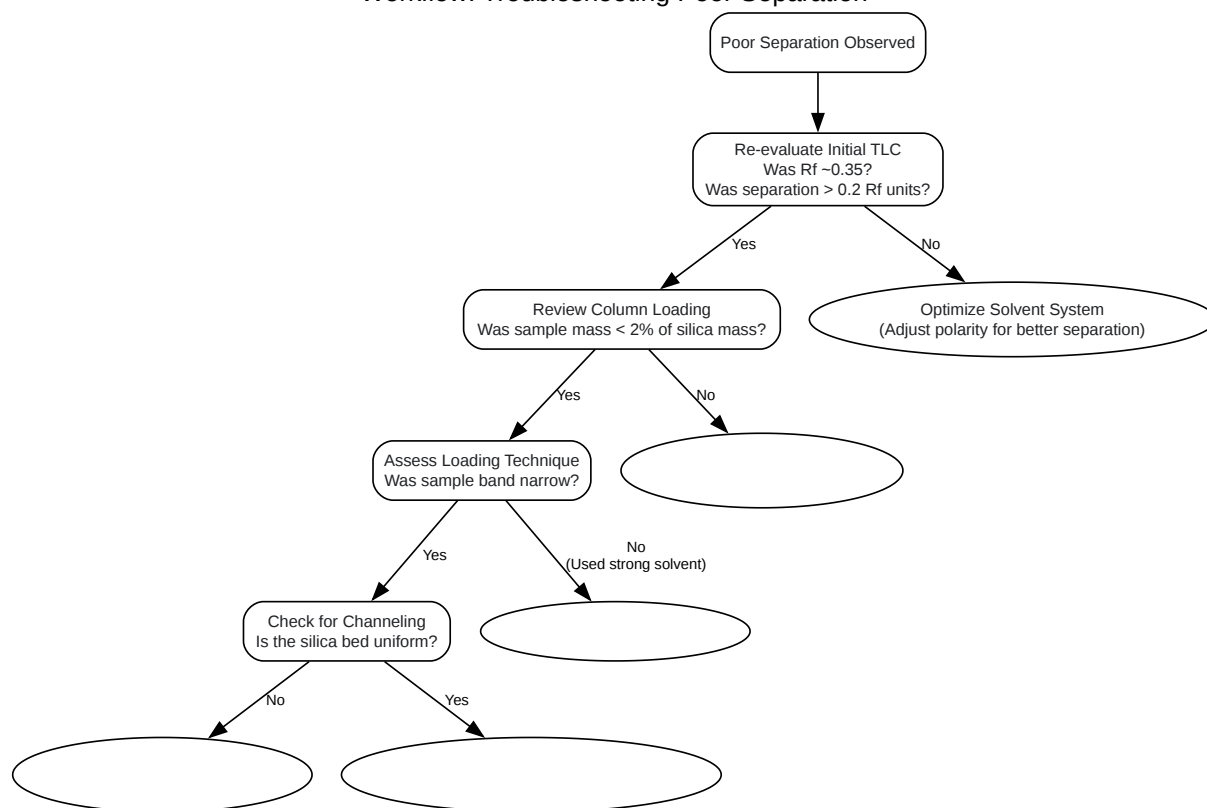 Workflow: Troubleshooting Poor Separation
Poor Separation Observed
Re-evaluate Initial TLC
Was Rf ~0.35?
Was separation > 0.2 Rf units?
Yes
No
Review Column Loading
Was sample mass < 2% of silica mass?
Optimize Solvent System
(Adjust polarity for better separation)
Yes
No
Assess Loading Technique
Was sample band narrow?
Yes
No
(Used strong solvent)
Check for Channeling
Is the silica bed uniform?
No
Yes